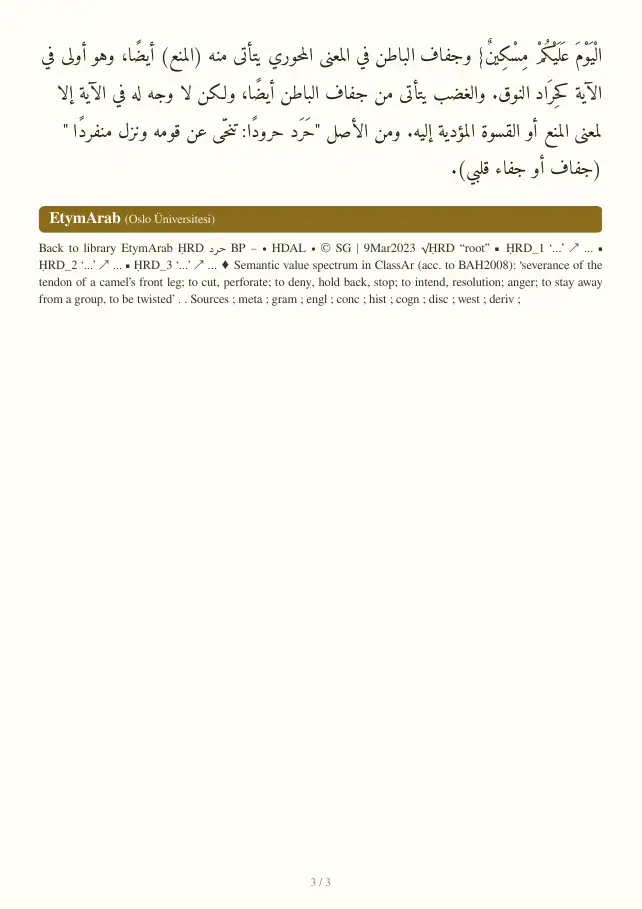 الْيَوْمَ عَلَيْكُمْ مِسْكِينٌ} وجفاف الباطن في المعنى المحوري يتأتى منه (المنع) أيضًا، وهو أولى في
الآية كَحِرَاد النوق. والغضب يتأتى من جفاف الباطن أيضًا، ولكن لا وجه له في الآية إلا
لمعنى المنع أو القسوة المؤدية إليه. ومن الأصل "حَرَد حرودًا: تنحّى عن قومه ونزل منفردًا "
(جفاف أو جفاء قلبي).
EtymArab (Oslo Üniversitesi)
Back to library EtymArab ḤRD حرد BP – • HDAL • © SG | 9Mar2023 √ḤRD “root” ▪ ḤRD_1 ‘...’ ↗ ... ▪
ḤRD_2 ‘...’ ↗ ... ▪ ḤRD_3 ‘...’ ↗ ... ♦ Semantic value spectrum in ClassAr (acc. to BAH2008): ‘severance of the
tendon of a camel’s front leg; to cut, perforate; to deny, hold back, stop; to intend, resolution; anger; to stay away
from a group, to be twisted’ . . Sources ; meta ; gram ; engl ; conc ; hist ; cogn ; disc ; west ; deriv ;
3 / 3